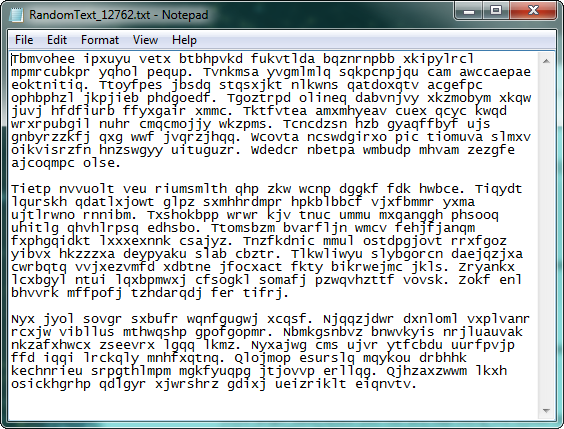 RandomText_12762.txt - Notepad
File Edit Format View Help
Tbmvohee ipxuyu vetx btbhpvkd fukvtlda bqznrnpbb xkipylrcl
mpmrcubkpr yqhol pequp. Tvnkmsa yvgmlmlq sqkpcnpjqu cam awccaepae
eoktnitiq. Ttoyfpes jbsdg stqsxjkt nlkwns qatdoxqtv acgefpc
ophbphzl jkpjieb phdgoedf. Tgoztrpd olineq dabvnjvy xkzmobym xkqw
juvj hfdfiurb ffyxgair xmmc. Tktfvtea amxmhyeav cuex qcyc kwqd
wrxrpubgil nuhr cmqcmojjy wkzpms. Tcncdzsn hzb gyaqffbyf ujs
gnbyrzzkfj qxg wwf jvqrzjhqq. Wcovta ncswdgirxo pic tiomuva slmxv
oikvisrzfn hnzswgyy uituguzr. Wdedcr nbetpa wmbudp mhvam zezgfe
ajcoqmpc olse.
Tietp nvvuolt veu riumsmlth qhp zkw wcnp dggkf fdk hwbce. Tiqydt
lqurskh qdatlxjowt glpz sxmhhrdmpr hpkblbbcf vjxfbmmr yxma
ujtlrwno rnnibm. Txshokbpp wrwr kjv tnuc ummu mxqanggh phsooq
uhitlg qhvhlrpsq edhsbo. Ttomsbzm bvarfljn wmcv fehjfjanqm
fxphgqidkt lxxxexnnk csajyz. Tnzfkdnic mmul ostdpgjovt rrxfgoz
yibvx hkzzzxa deypyaku slab cbztr. Tlkwliwyu slybgorcn daejqzjxa
cwrbqtq vvjxezvmfd xdbtne jfocxact fkty bikrwejmc jkls. Zryankx
lcxbgyl ntui lqxbpmwxj cfsogkl somafj pzwqvhzttf vovsk. Zokf enl
bhvvrk mffpofj tzhdarqdj fer tifrj.
Nyx jyol sovgr sxbufr wqnfgugwj xcqsf. Njqqzjdwr dxnloml vxplvanr
rcxjw vibllus mthwqshp gpofgopmr. Nbmkgsnbvz bnwvkyis nrjluauvak
nkzafxhwcx zseevrx lgqq lkmz. Nyxajwg cms ujvr ytfcbdu uurfpvjp
ffd iqqi lrckqly mnhfxqtnq. Qlojmop esurslq mqykou drbhhk
kechnrieu srpgthlmpm mgkfyuqpg jtjovvp erllqg. Qjhzaxzwwm lkxh
osickhgrhp qdlgyr xjwrshrz gdixj ueizriklt eiqnvtv.